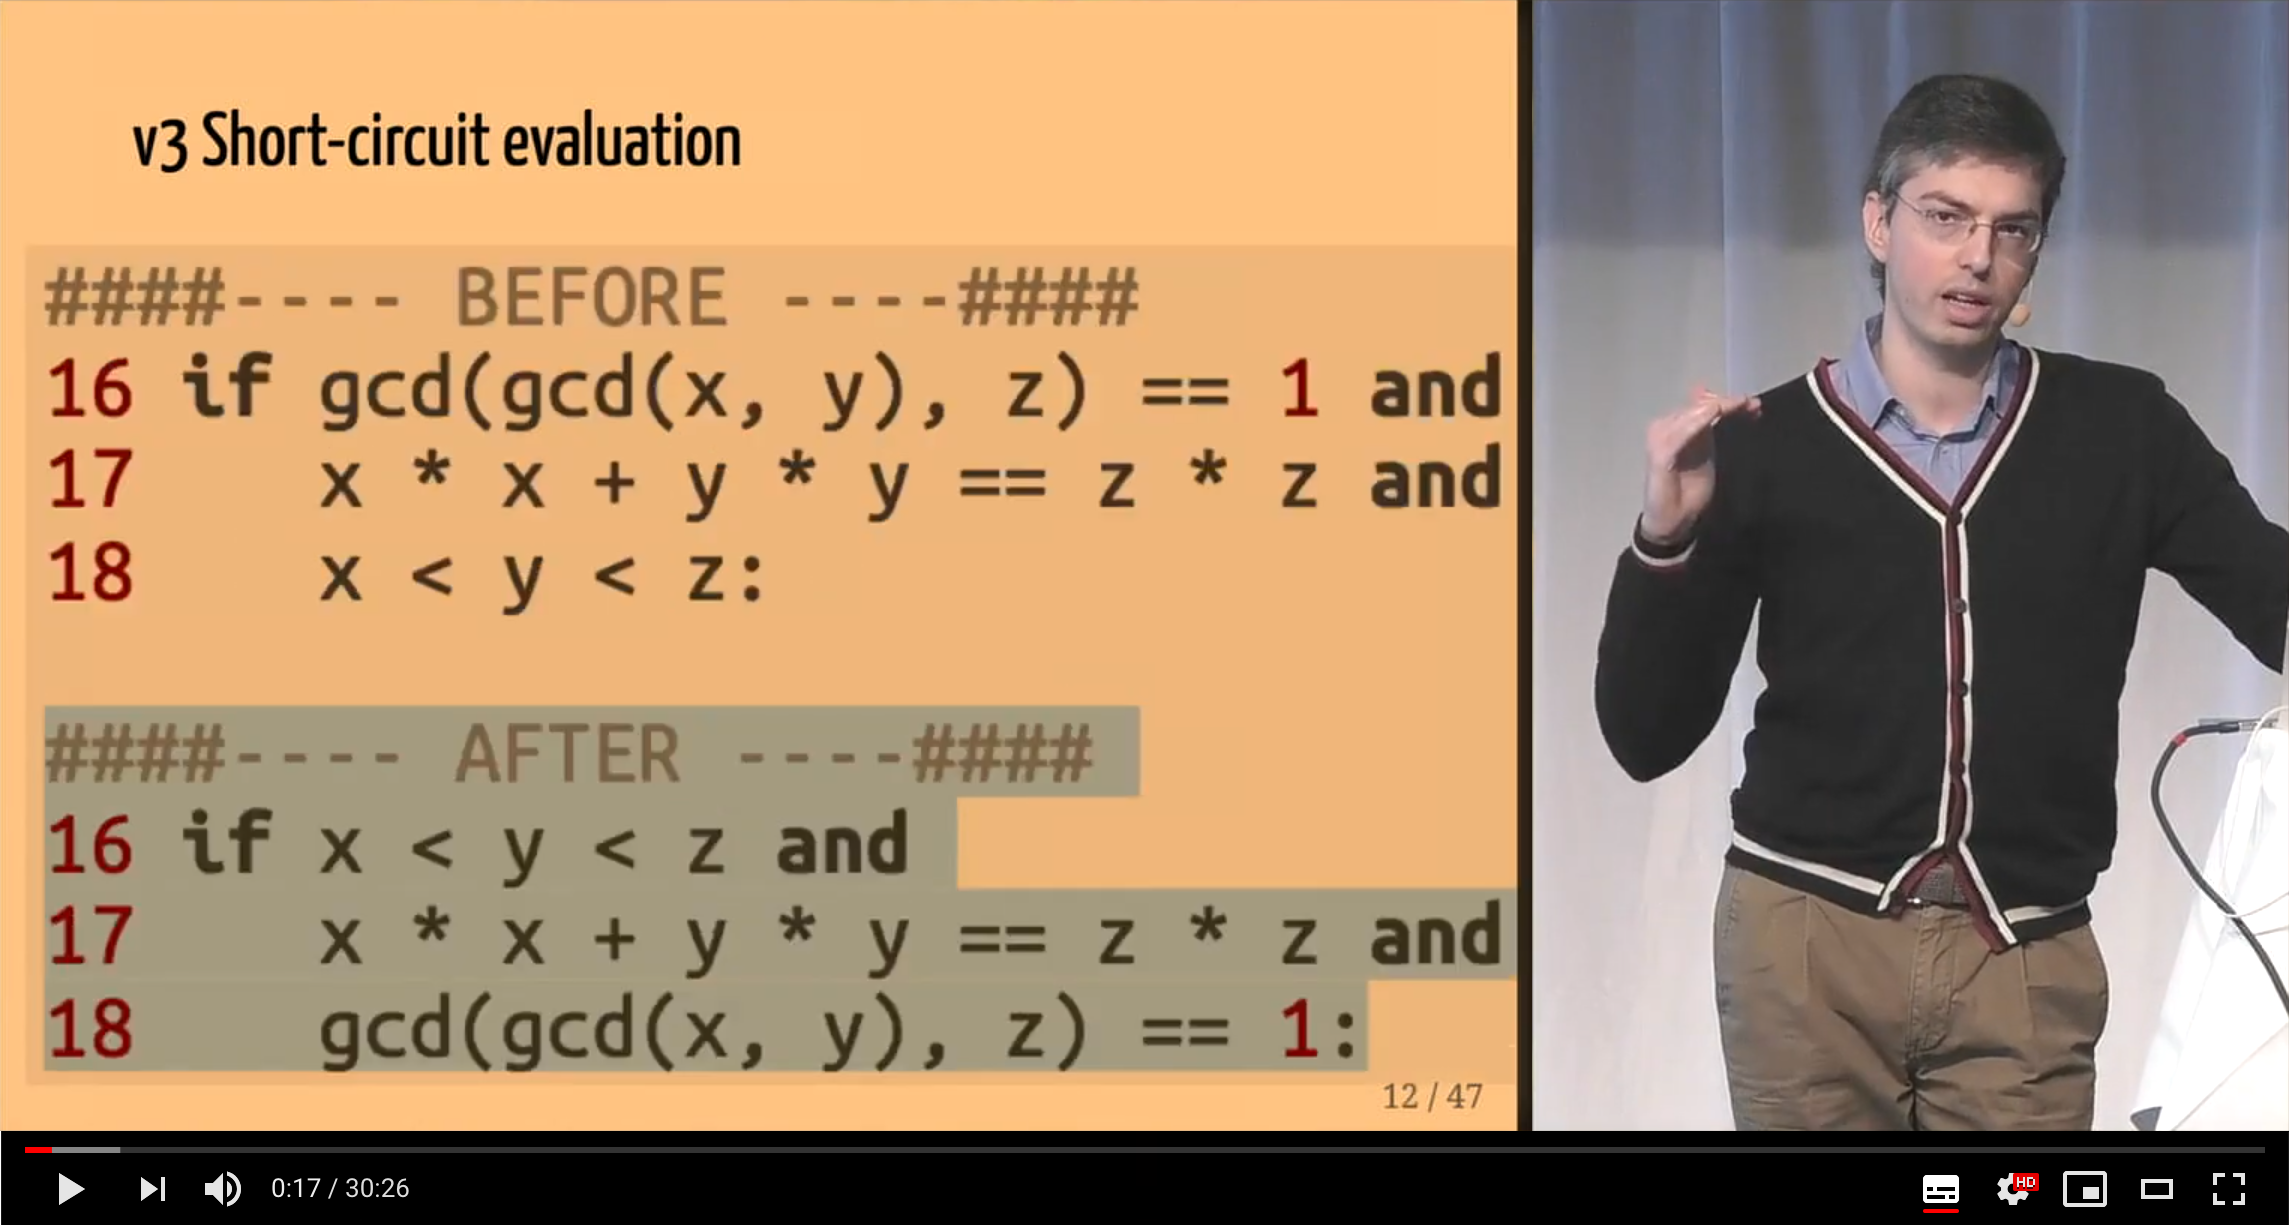 v3 Short-circuit evaluation
####---- BEFORE ----####
16 if gcd(gcd(x, y), z) == 1 and
17    x * x + y * y == z * z and
18    x < y < z:
####---- AFTER ----####
16 if x < y < z and
17    x * x + y * y == z * z and
18    gcd(gcd(x, y), z) == 1:
12 / 47
0:17 / 30:26
HD